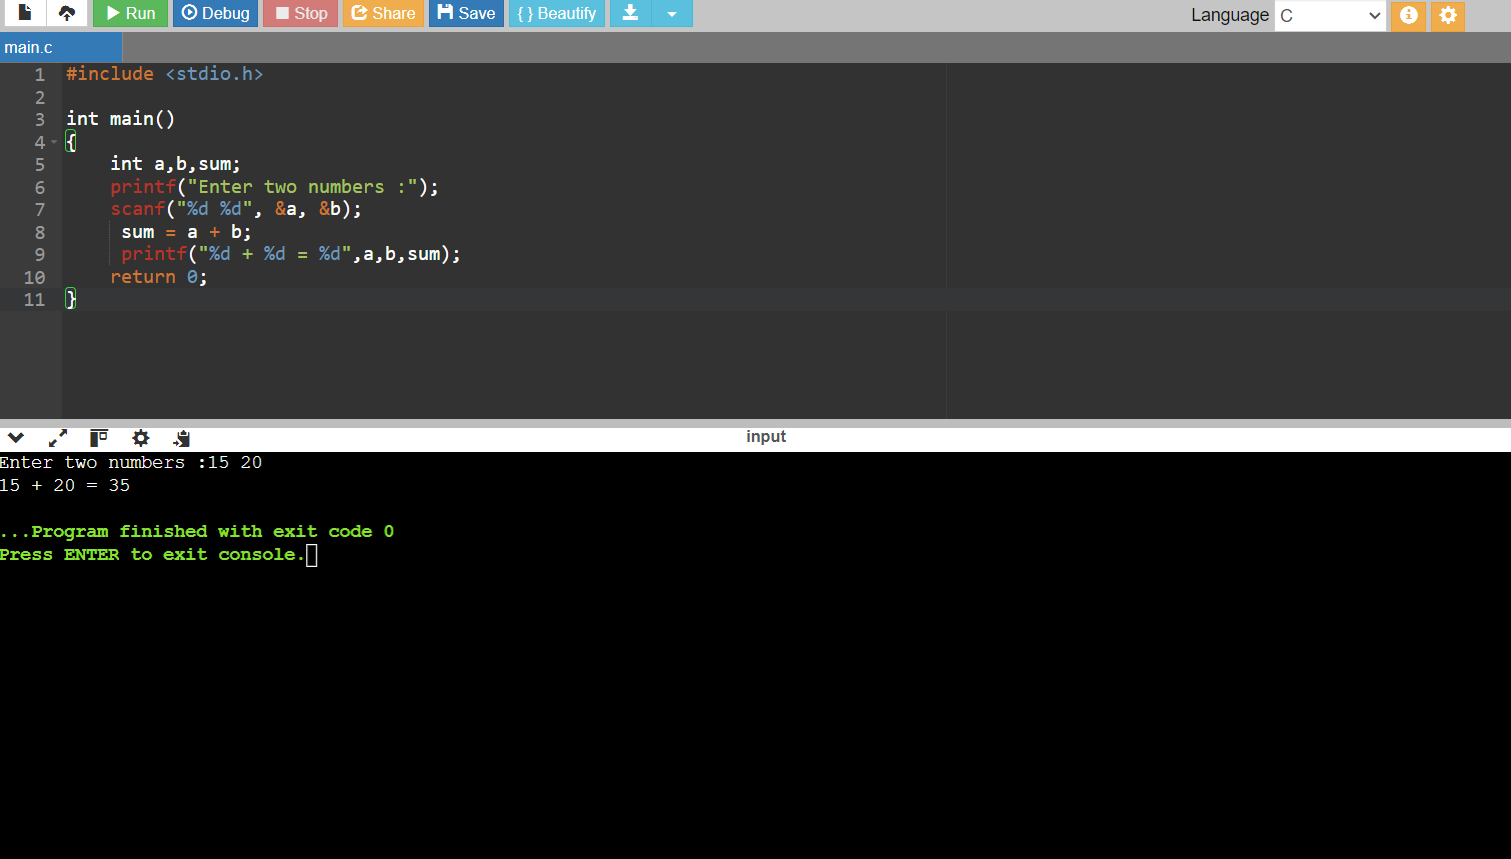 Run Debug Stop Share Save { } Beautify Language C
main.c
1 #include <stdio.h>
2
3 int main()
4 {
5     int a,b,sum;
6     printf("Enter two numbers :");
7     scanf("%d %d", &a, &b);
8      sum = a + b;
9      printf("%d + %d = %d",a,b,sum);
10     return 0;
11 }
input
Enter two numbers :15 20
15 + 20 = 35
...Program finished with exit code 0
Press ENTER to exit console.